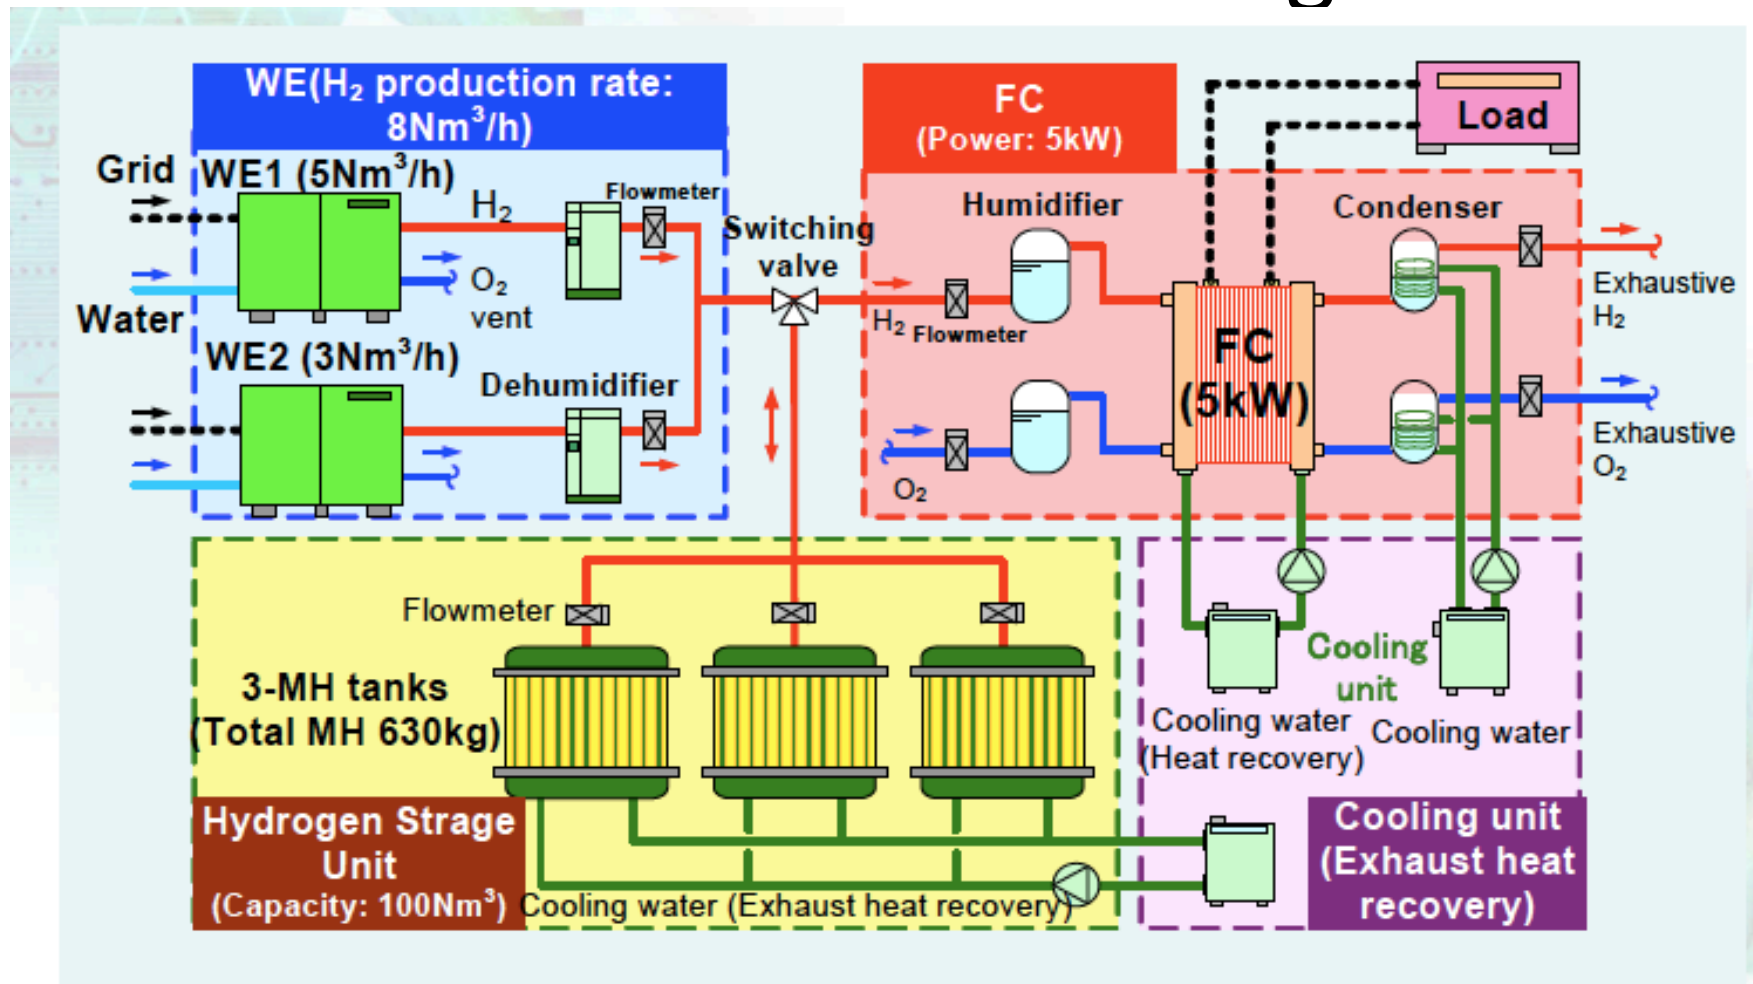 WE(H₂ production rate:
8Nm³/h)
Grid
WE1 (5Nm³/h)
H₂
Flowmeter
O₂
vent
Water
WE2 (3Nm³/h)
Dehumidifier
Switching
valve
FC
(Power: 5kW)
Load
Humidifier
Condenser
H₂
Flowmeter
FC
(5kW)
O₂
Exhaustive
H₂
Exhaustive
O₂
Flowmeter
3-MH tanks
(Total MH 630kg)
Hydrogen Strage
Unit
(Capacity: 100Nm³)
Cooling water (Exhaust heat recovery)
Cooling
unit
Cooling water
(Heat recovery)
Cooling water
Cooling unit
(Exhaust heat
recovery)